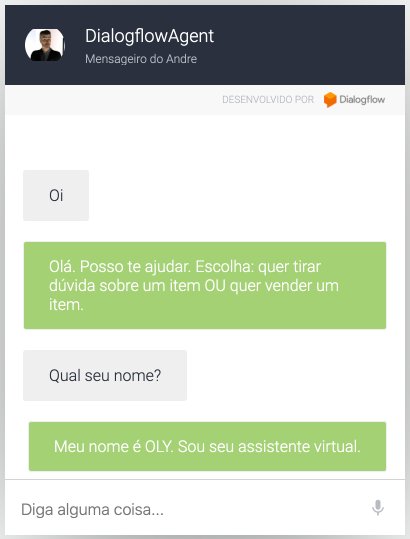 DialogflowAgent
Mensageiro do Andre
DESENVOLVIDO POR Dialogflow
Oi
Olá. Posso te ajudar. Escolha: quer tirar
dúvida sobre um item OU quer vender um
item.
Qual seu nome?
Meu nome é OLY. Sou seu assistente virtual.
Diga alguma coisa...